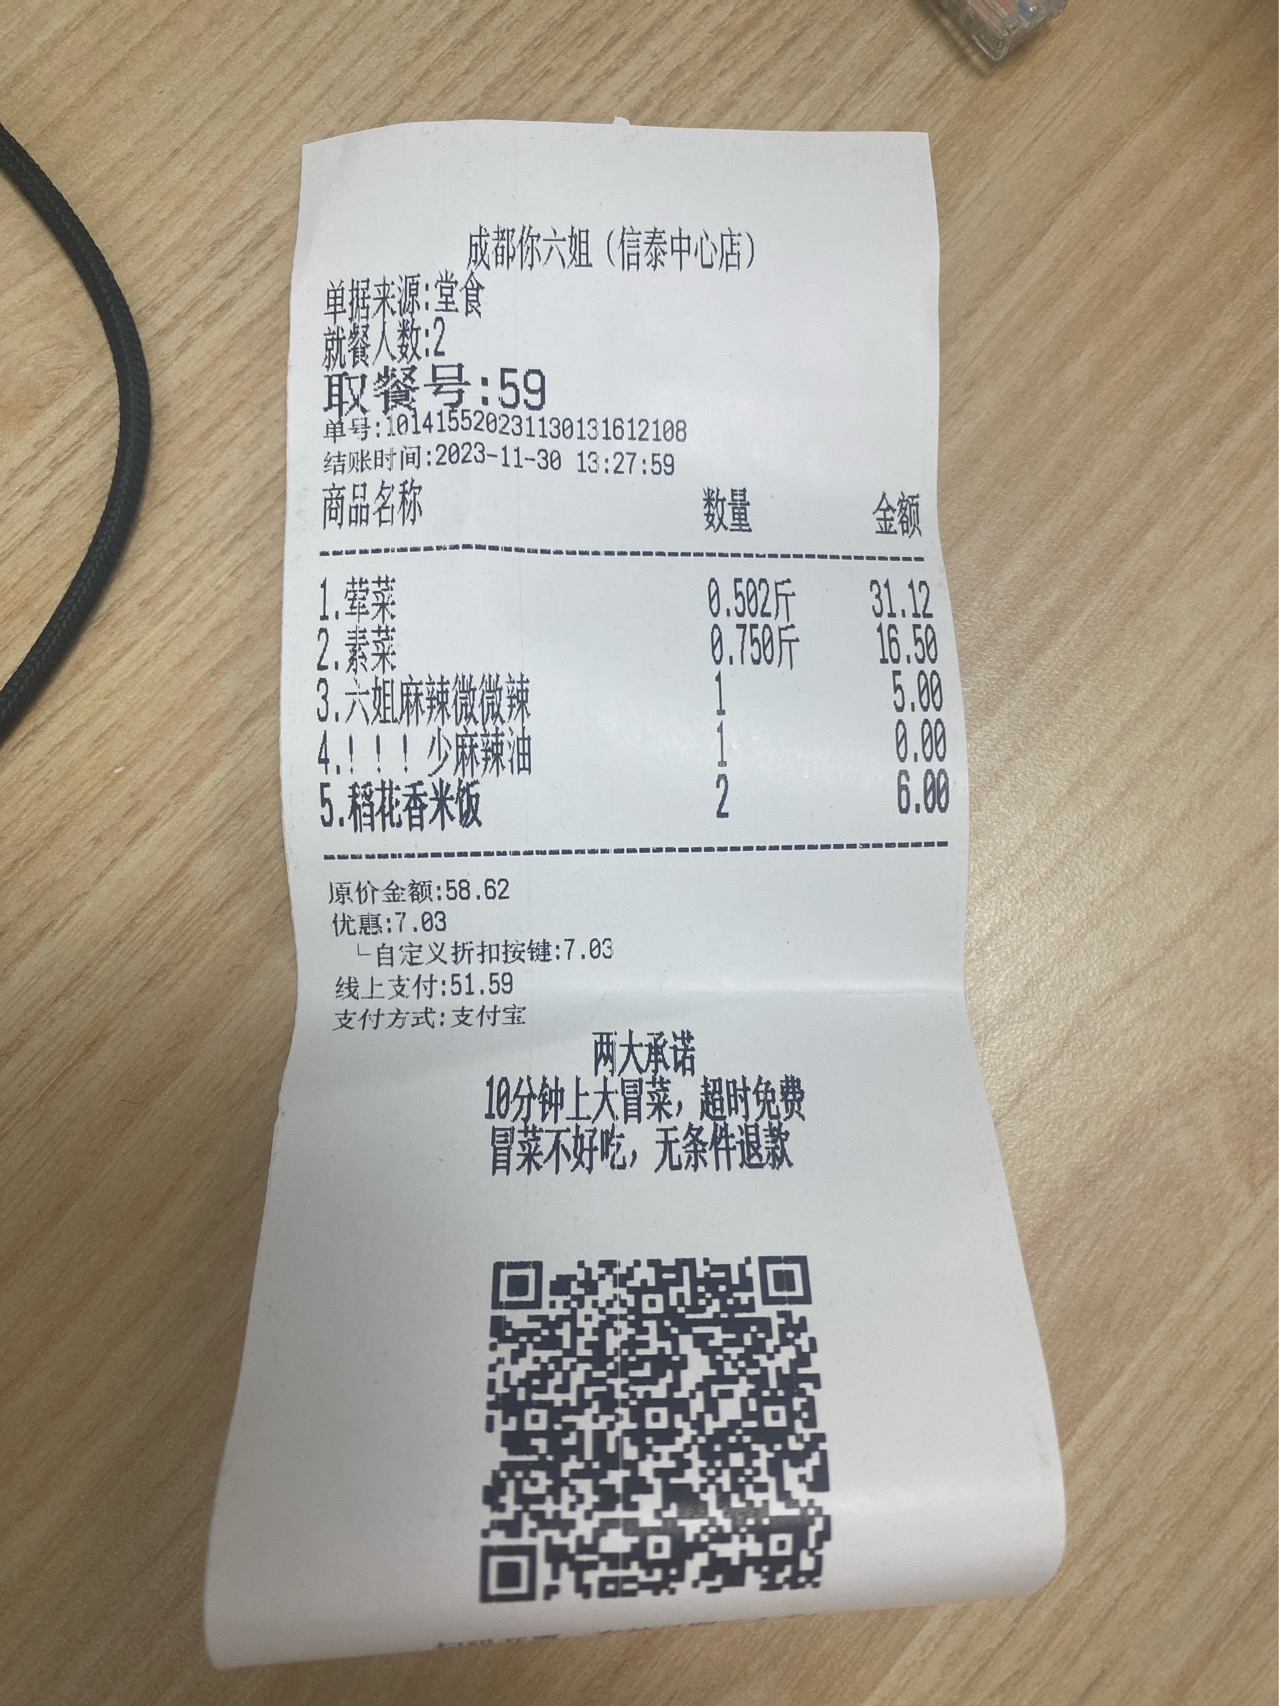 成都你六姐（信泰中心店）
单据来源:堂食
就餐人数:2
取餐号:59
单号:10141552023113013161​2108
结账时间:2023-11-30 13:27:59
商品名称 数量 金额
1.荤菜 0.502斤 31.12
2.素菜 0.750斤 16.50
3.六姐麻辣微微辣 1 5.00
4.！！！少麻辣油 1 0.00
5.稻花香米饭 2 6.00
原价金额:58.62
优惠:7.03
└自定义折扣按键:7.03
线上支付:51.59
支付方式:支付宝
两大承诺
10分钟上大冒菜，超时免费
冒菜不好吃，无条件退款